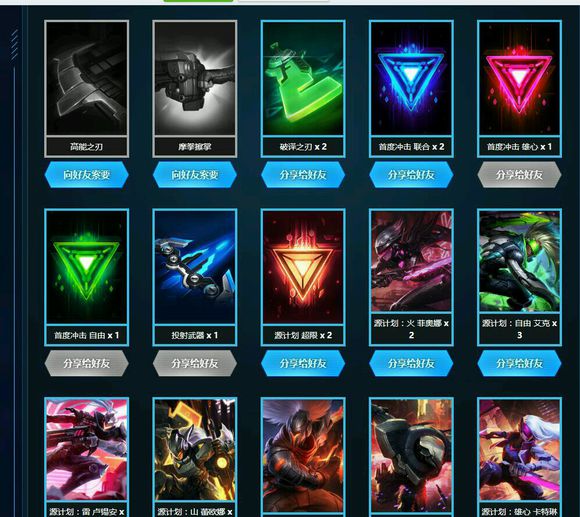 高能之刃
摩拳擦掌
破译之刃 x 2
首度冲击 联合 x 2
首度冲击 雄心 x 1
向好友索要
向好友索要
分享给好友
分享给好友
分享给好友
首度冲击 自由 x 1
投射武器 x 1
源计划 超限 x 2
源计划：火 菲奥娜 x
2
源计划：自由 艾克 x
3
分享给好友
分享给好友
分享给好友
分享给好友
分享给好友
源计划：雷 卢锡安 x
源计划：山 蕾欧娜 x
源计划：雄心 卡特琳